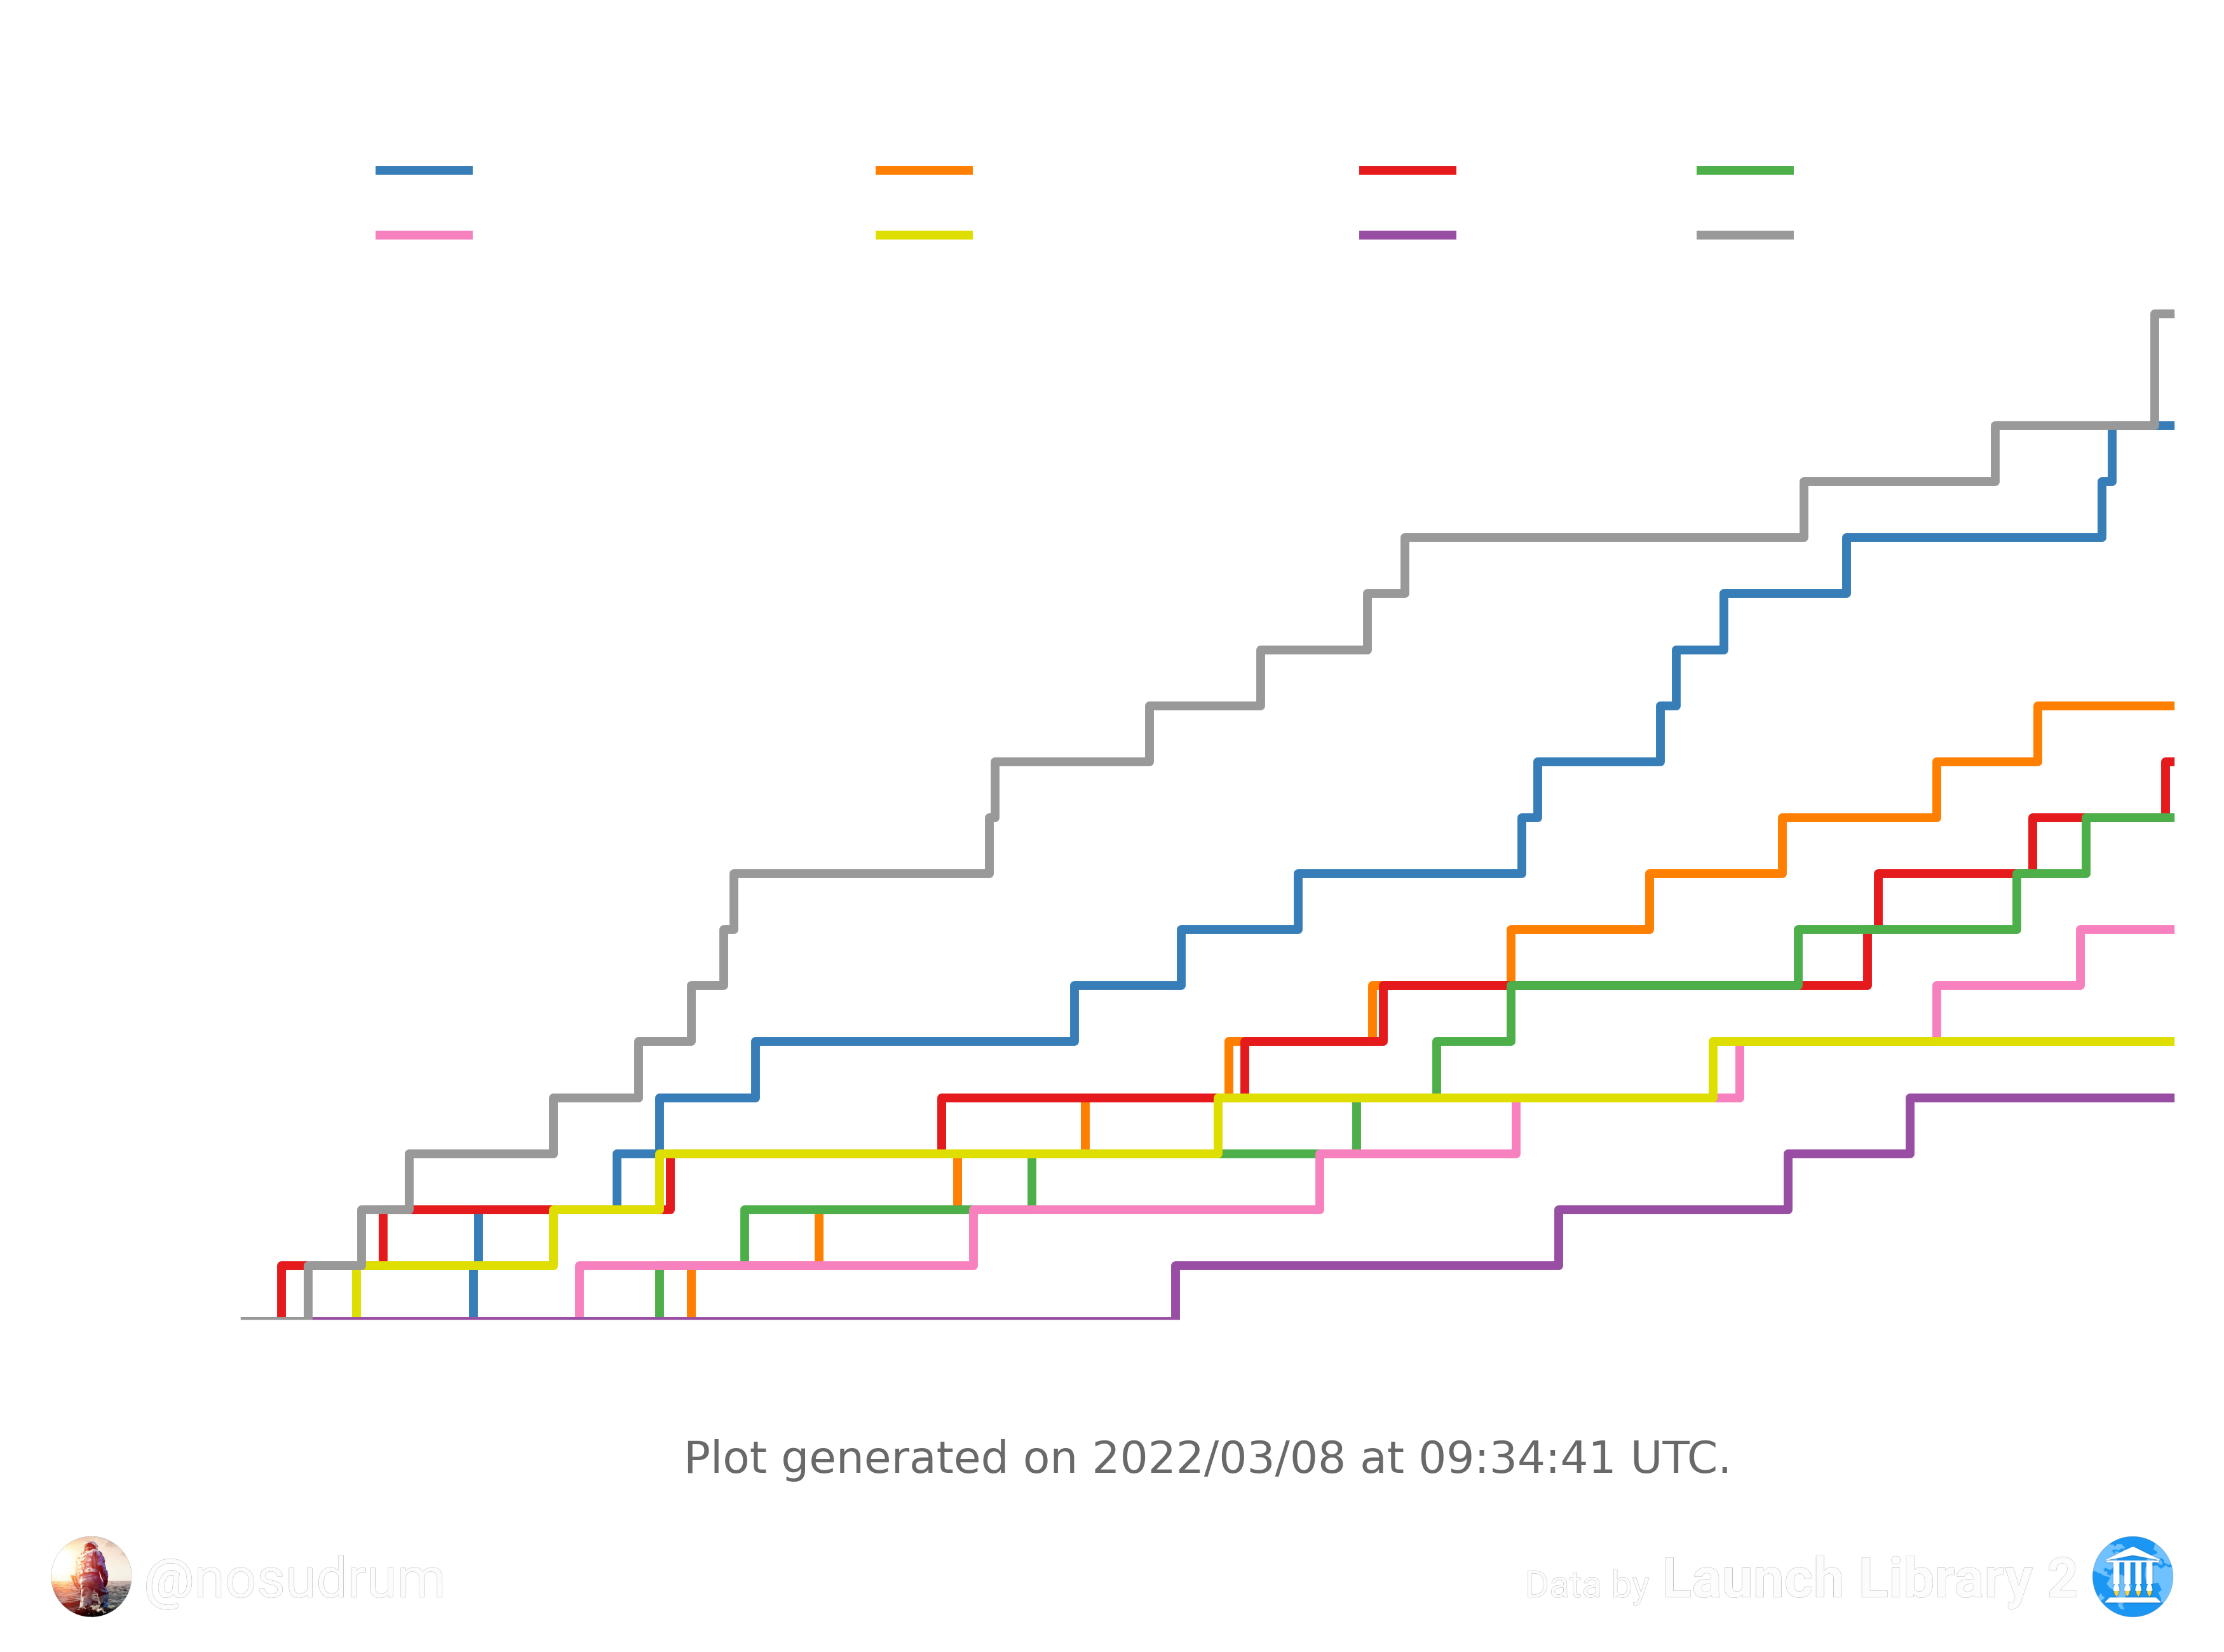 Plot generated on 2022/03/08 at 09:34:41 UTC.
@nosudrum
Data by Launch Library 2